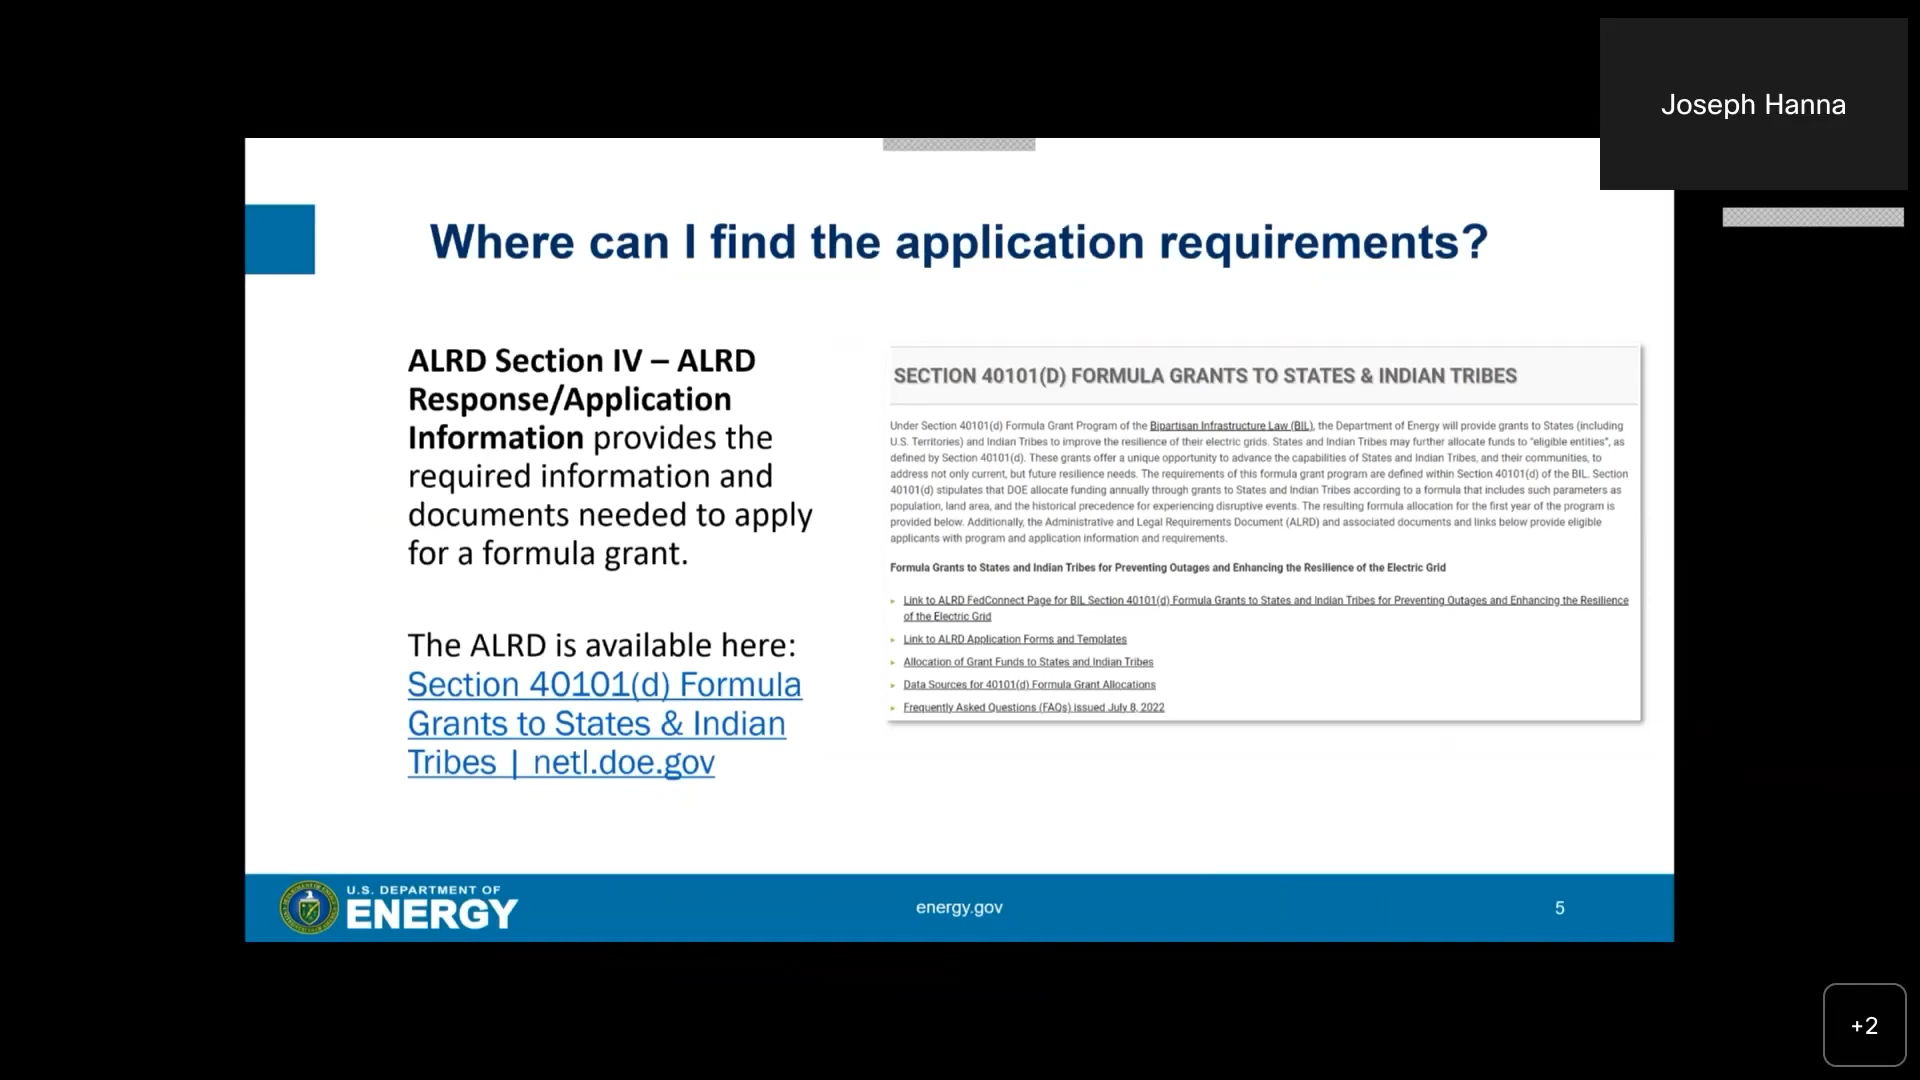 Joseph Hanna
Where can I find the application requirements?
ALRD Section IV – ALRD
Response/Application
Information provides the
required information and
documents needed to apply
for a formula grant.
The ALRD is available here:
Section 40101(d) Formula
Grants to States & Indian
Tribes | netl.doe.gov
SECTION 40101(D) FORMULA GRANTS TO STATES & INDIAN TRIBES
Under Section 40101(d) Formula Grant Program of the Bipartisan Infrastructure Law (BIL), the Department of Energy will provide grants to States (including
U.S. Territories) and Indian Tribes to improve the resilience of their electric grids. States and Indian Tribes may further allocate funds to "eligible entities", as
defined by Section 40101(d). These grants offer a unique opportunity to advance the capabilities of States and Indian Tribes, and their communities, to
address not only current, but future resilience needs. The requirements of this formula grant program are defined within Section 40101(d) of the BIL. Section
40101(d) stipulates that DOE allocate funding annually through grants to States and Indian Tribes according to a formula that includes such parameters as
population, land area, and the historical precedence for experiencing disruptive events. The resulting formula allocation for the first year of the program is
provided below. Additionally, the Administrative and Legal Requirements Document (ALRD) and associated documents and links below provide eligible
applicants with program and application information and requirements.
Formula Grants to States and Indian Tribes for Preventing Outages and Enhancing the Resilience of the Electric Grid
Link to ALRD FedConnect Page for BIL Section 40101(d) Formula Grants to States and Indian Tribes for Preventing Outages and Enhancing the Resilience
of the Electric Grid
Link to ALRD Application Forms and Templates
Allocation of Grant Funds to States and Indian Tribes
Data Sources for 40101(d) Formula Grant Allocations
Frequently Asked Questions (FAQs) issued July 8, 2022
U.S. DEPARTMENT OF
ENERGY
energy.gov
5
+2